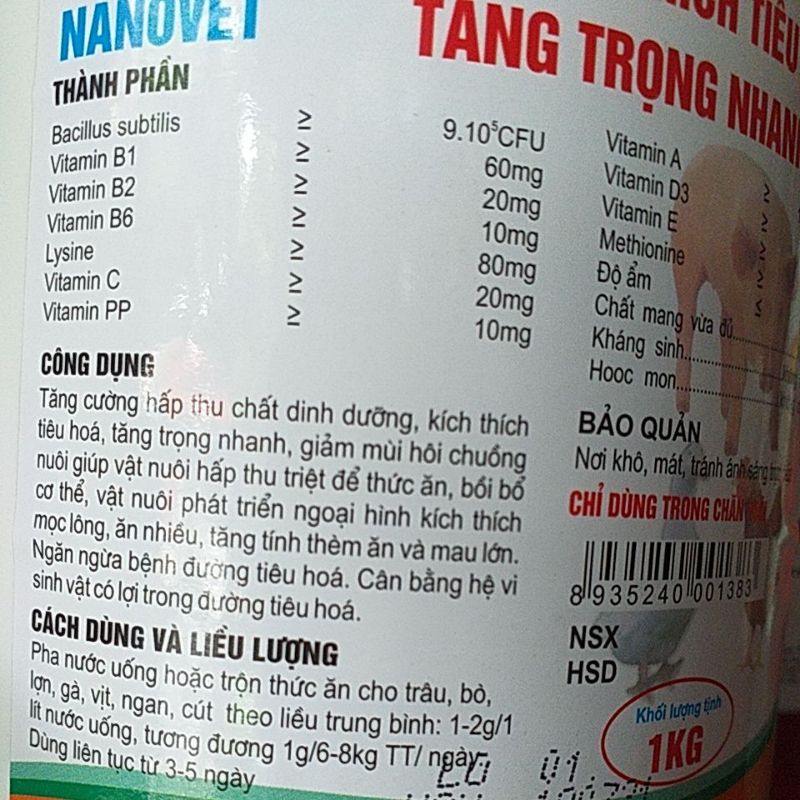 NANOVET
TIÊU
TĂNG TRỌNG NHANH
THÀNH PHẦN
Bacillus subtilis ≥ 9.10⁵CFU
Vitamin B1 ≥ 60mg
Vitamin B2 ≥ 20mg
Vitamin B6 ≥ 10mg
Lysine ≥ 80mg
Vitamin C ≥ 20mg
Vitamin PP ≥ 10mg
CÔNG DỤNG
Tăng cường hấp thu chất dinh dưỡng, kích thích
tiêu hoá, tăng trọng nhanh, giảm mùi hôi chuồng
nuôi giúp vật nuôi hấp thu triệt để thức ăn, bồi bổ
cơ thể, vật nuôi phát triển ngoại hình kích thích
mọc lông, ăn nhiều, tăng tính thèm ăn và mau lớn.
Ngăn ngừa bệnh đường tiêu hoá. Cân bằng hệ vi
sinh vật có lợi trong đường tiêu hoá.
CÁCH DÙNG VÀ LIỀU LƯỢNG
Pha nước uống hoặc trộn thức ăn cho trâu, bò,
lợn, gà, vịt, ngan, cút theo liều trung bình: 1-2g/1
lít nước uống, tương đương 1g/6-8kg TT/ ngày
Dùng liên tục từ 3-5 ngày
Vitamin A ≥
Vitamin D3 ≥
Vitamin E ≥
Methionine ≥
Độ ẩm ≤
Chất mang vừa đủ
Kháng sinh
Hooc mon
BẢO QUẢN
Nơi khô, mát, tránh ánh sáng
CHỈ DÙNG TRONG CHĂN
8 935240 001383
NSX
HSD
Khối lượng tịnh
1KG